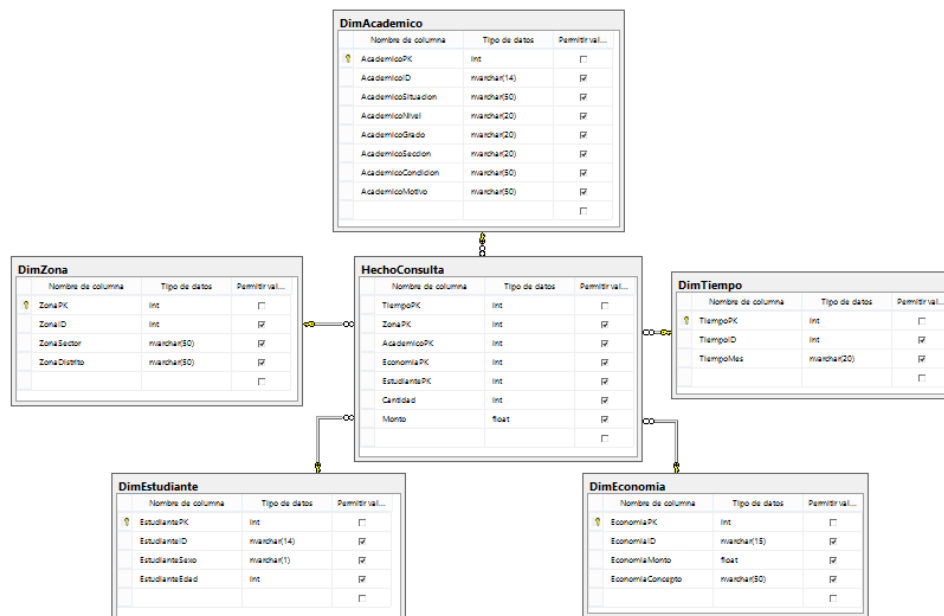 DimAcademico
Nombre de columna Tipo de datos Permitir val...
AcademicoPK int
AcademicoID nvarchar(14)
AcademicoSituacion nvarchar(50)
AcademicoNivel nvarchar(20)
AcademicoGrado nvarchar(20)
AcademicoSeccion nvarchar(20)
AcademicoCondicion nvarchar(50)
AcademicoMotivo nvarchar(50)
DimZona
Nombre de columna Tipo de datos Permitir val...
ZonaPK int
ZonaID int
ZonaSector nvarchar(50)
ZonaDistrito nvarchar(50)
HechoConsulta
Nombre de columna Tipo de datos Permitir val...
TiempoPK int
ZonaPK int
AcademicoPK int
EconomiaPK int
EstudiantePK int
Cantidad int
Monto float
DimTiempo
Nombre de columna Tipo de datos Permitir val...
TiempoPK int
TiempoID int
TiempoMes nvarchar(20)
DimEstudiante
Nombre de columna Tipo de datos Permitir val...
EstudiantePK int
EstudianteID nvarchar(14)
EstudianteSexo nvarchar(1)
EstudianteEdad int
DimEconomia
Nombre de columna Tipo de datos Permitir val...
EconomiaPK int
EconomiaID nvarchar(15)
EconomiaMonto float
EconomiaConcepto nvarchar(50)